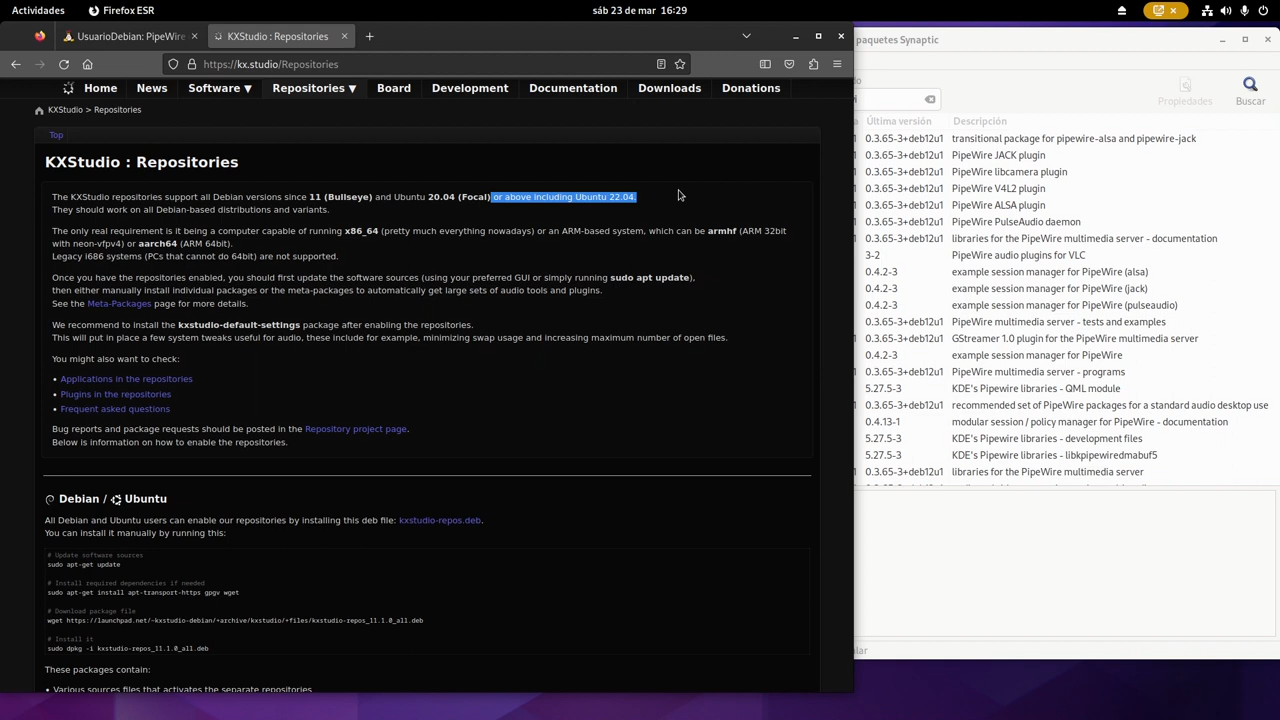 Actividades
Firefox ESR
sáb 23 de mar 16:29
UsuarioDebian: PipeWire
KXStudio : Repositories
https://kx.studio/Repositories
Home News Software ▼ Repositories ▼ Board Development Documentation Downloads Donations
KXStudio > Repositories
Top
KXStudio : Repositories
The KXStudio repositories support all Debian versions since 11 (Bullseye) and Ubuntu 20.04 (Focal) or above including Ubuntu 22.04.
They should work on all Debian-based distributions and variants.
The only real requirement is it being a computer capable of running x86_64 (pretty much everything nowadays) or an ARM-based system, which can be armhf (ARM 32bit
with neon-vfpv4) or aarch64 (ARM 64bit).
Legacy i686 systems (PCs that cannot do 64bit) are not supported.
Once you have the repositories enabled, you should first update the software sources (using your preferred GUI or simply running sudo apt update),
then either manually install individual packages or the meta-packages to automatically get large sets of audio tools and plugins.
See the Meta-Packages page for more details.
We recommend to install the kxstudio-default-settings package after enabling the repositories.
This will put in place a few system tweaks useful for audio, these include for example, minimizing swap usage and increasing maximum number of open files.
You might also want to check:
• Applications in the repositories
• Plugins in the repositories
• Frequent asked questions
Bug reports and package requests should be posted in the Repository project page.
Below is information on how to enable the repositories.
Debian / Ubuntu
All Debian and Ubuntu users can enable our repositories by installing this deb file: kxstudio-repos.deb.
You can install it manually by running this:
# Update software sources
sudo apt-get update
# Install required dependencies if needed
sudo apt-get install apt-transport-https gpgv wget
# Download package file
wget https://launchpad.net/~kxstudio-debian/+archive/kxstudio/+files/kxstudio-repos_11.1.0_all.deb
# Install it
sudo dpkg -i kxstudio-repos_11.1.0_all.deb
These packages contain:
• Various sources files that activates the separate repositories
paquetes Synaptic
Propiedades
Buscar
Última versión Descripción
0.3.65-3+deb12u1 transitional package for pipewire-alsa and pipewire-jack
0.3.65-3+deb12u1 PipeWire JACK plugin
0.3.65-3+deb12u1 PipeWire libcamera plugin
0.3.65-3+deb12u1 PipeWire V4L2 plugin
0.3.65-3+deb12u1 PipeWire ALSA plugin
0.3.65-3+deb12u1 PipeWire PulseAudio daemon
0.3.65-3+deb12u1 libraries for the PipeWire multimedia server - documentation
3-2 PipeWire audio plugins for VLC
0.4.2-3 example session manager for PipeWire (alsa)
0.4.2-3 example session manager for PipeWire (jack)
0.4.2-3 example session manager for PipeWire (pulseaudio)
0.3.65-3+deb12u1 PipeWire multimedia server - tests and examples
0.3.65-3+deb12u1 GStreamer 1.0 plugin for the PipeWire multimedia server
0.4.2-3 example session manager for PipeWire
0.3.65-3+deb12u1 PipeWire multimedia server - programs
5.27.5-3 KDE's Pipewire libraries - QML module
0.3.65-3+deb12u1 recommended set of PipeWire packages for a standard audio desktop use
0.4.13-1 modular session / policy manager for PipeWire - documentation
5.27.5-3 KDE's Pipewire libraries - development files
5.27.5-3 KDE's Pipewire libraries - libkpipewiredmabuf5
0.3.65-3+deb12u1 libraries for the PipeWire multimedia server